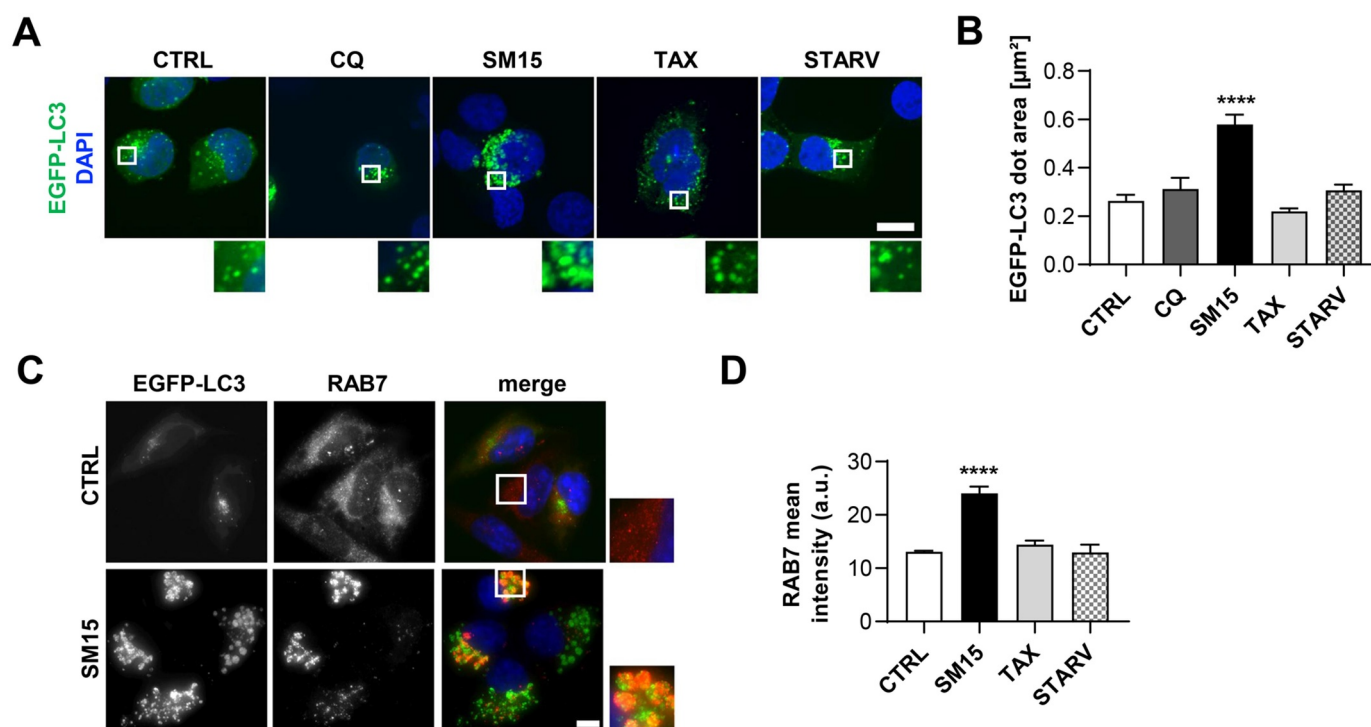 A
CTRL CQ SM15 TAX STARV
EGFP-LC3
DAPI
B
EGFP-LC3 dot area [µm²]
0.8
0.6
0.4
0.2
0.0
****
CTRL
CQ
SM15
TAX
STARV
C
EGFP-LC3 RAB7 merge
CTRL
SM15
D
RAB7 mean
intensity (a.u.)
30
20
10
0
****
CTRL
SM15
TAX
STARV